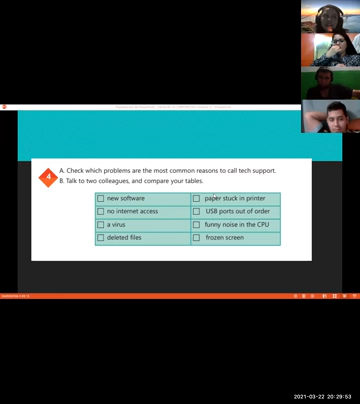 4
A. Check which problems are the most common reasons to call tech support.
B. Talk to two colleagues, and compare your tables.
new software
paper stuck in printer
no internet access
USB ports out of order
a virus
funny noise in the CPU
deleted files
frozen screen
2021-03-22 20:29:53